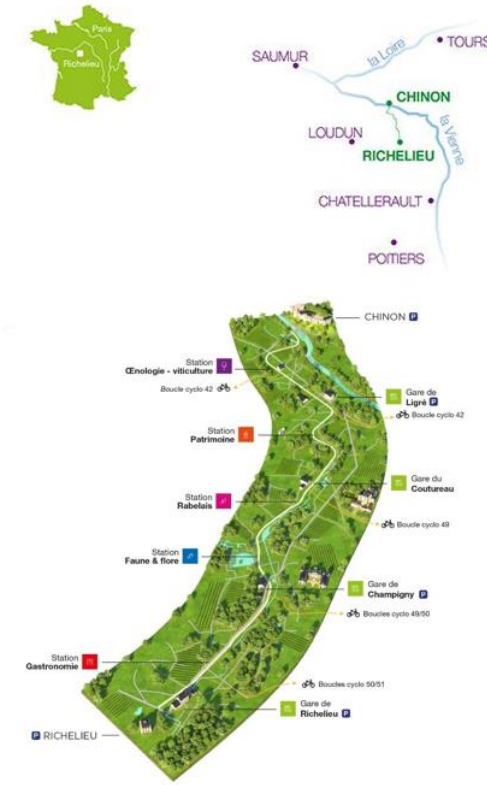 Paris
Richelieu
SAUMUR
la Loire
TOURS
CHINON
la Vienne
LOUDUN
RICHELIEU
CHATELLERAULT
POITIERS
CHINON P
Station
Œnologie - viticulture
Boucle cyclo 42
Gare de
Ligré P
Boucle cyclo 42
Station
Patrimoine
Gare du
Coutureau
Station
Rabelais
Boucle cyclo 49
Station
Faune & flore
Gare de
Champigny P
Boucles cyclo 49/50
Station
Gastronomie
Boucles cyclo 50/51
Gare de
Richelieu P
P RICHELIEU